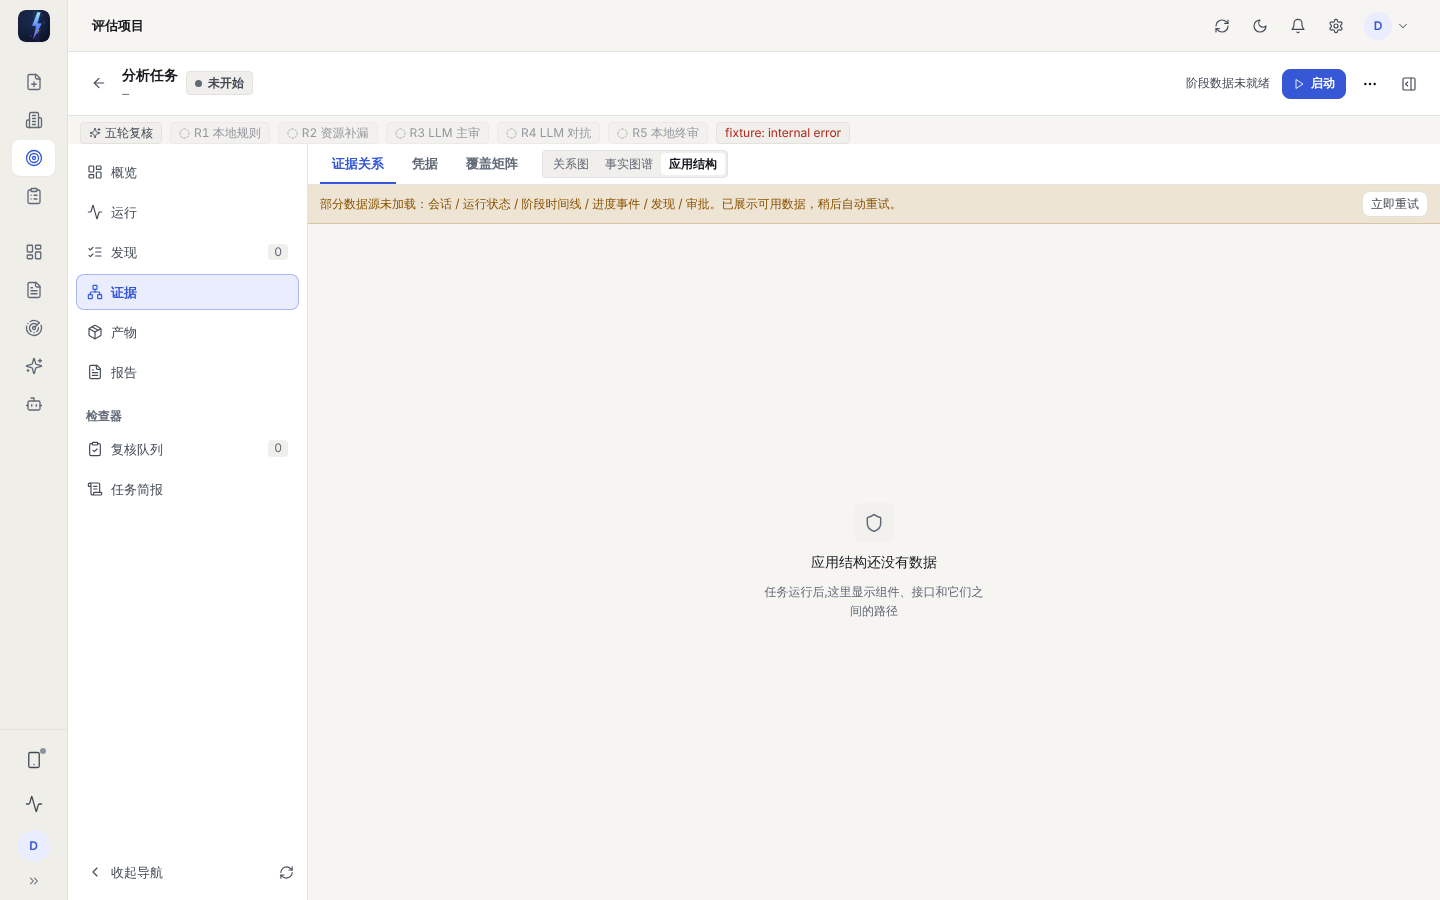 评估项目
D
分析任务
—
未开始
阶段数据未就绪
启动
五轮复核
R1 本地规则
R2 资源补漏
R3 LLM 主审
R4 LLM 对抗
R5 本地终审
fixture: internal error
概览
运行
发现
0
证据
产物
报告
检查器
复核队列
0
任务简报
收起导航
证据关系
凭据
覆盖矩阵
关系图
事实图谱
应用结构
部分数据源未加载：会话 / 运行状态 / 阶段时间线 / 进度事件 / 发现 / 审批。已展示可用数据，稍后自动重试。
立即重试
应用结构还没有数据
任务运行后,这里显示组件、接口和它们之
间的路径
D